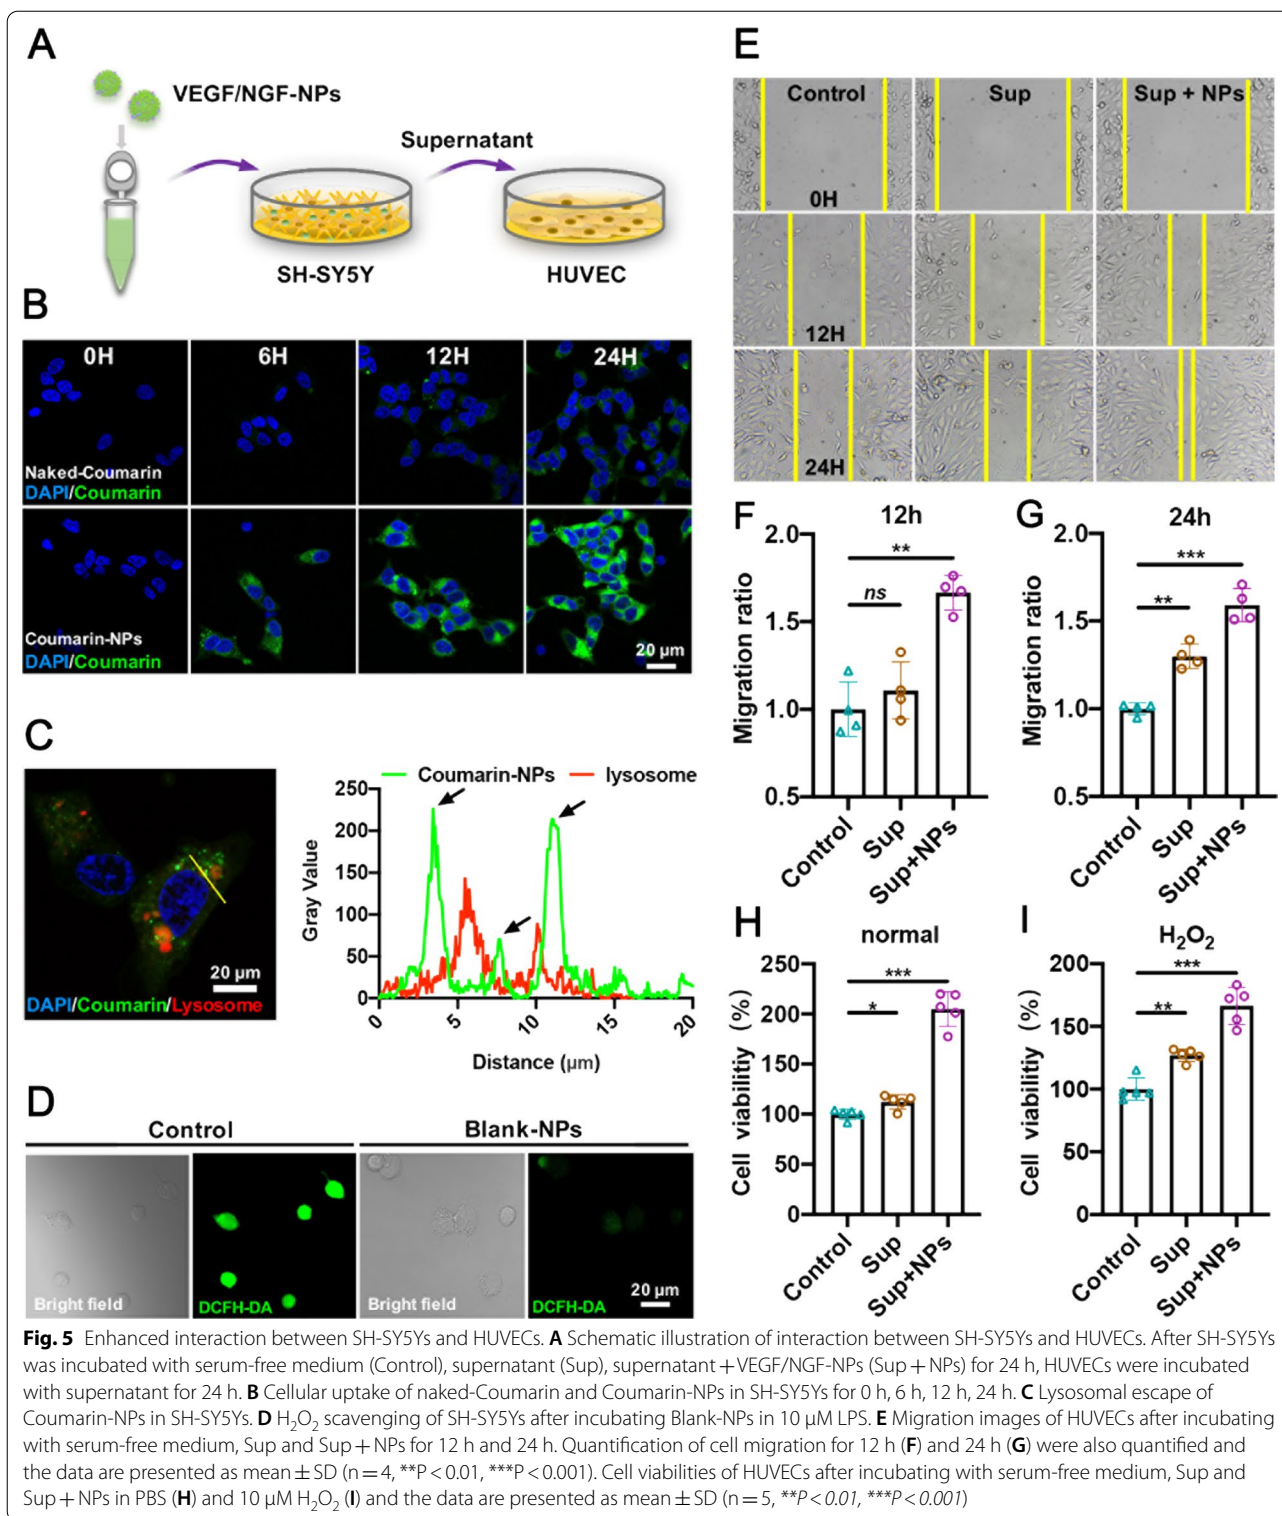 A
VEGF/NGF-NPs
Supernatant
SH-SY5Y
HUVEC
B
0H
6H
12H
24H
Naked-Coumarin
DAPI/Coumarin
Coumarin-NPs
DAPI/Coumarin
20 μm
C
DAPI/Coumarin/Lysosome
20 μm
Coumarin-NPs
lysosome
Gray Value
250
200
150
100
50
0
0
5
10
15
20
Distance (μm)
D
Control
Blank-NPs
Bright field
DCFH-DA
Bright field
DCFH-DA
20 μm
E
Control
Sup
Sup + NPs
0H
12H
24H
F
12h
Migration ratio
2.0
1.5
1.0
0.5
**
ns
Control
Sup
Sup+NPs
G
24h
Migration ratio
2.0
1.5
1.0
0.5
***
**
Control
Sup
Sup+NPs
H
normal
Cell viabilitiy (%)
250
200
150
100
50
0
***
*
Control
Sup
Sup+NPs
I
H₂O₂
Cell viabilitiy (%)
200
150
100
50
0
***
**
Control
Sup
Sup+NPs
Fig. 5 Enhanced interaction between SH-SY5Ys and HUVECs. A Schematic illustration of interaction between SH-SY5Ys and HUVECs. After SH-SY5Ys
was incubated with serum-free medium (Control), supernatant (Sup), supernatant + VEGF/NGF-NPs (Sup + NPs) for 24 h, HUVECs were incubated
with supernatant for 24 h. B Cellular uptake of naked-Coumarin and Coumarin-NPs in SH-SY5Ys for 0 h, 6 h, 12 h, 24 h. C Lysosomal escape of
Coumarin-NPs in SH-SY5Ys. D H₂O₂ scavenging of SH-SY5Ys after incubating Blank-NPs in 10 μM LPS. E Migration images of HUVECs after incubating
with serum-free medium, Sup and Sup + NPs for 12 h and 24 h. Quantification of cell migration for 12 h (F) and 24 h (G) were also quantified and
the data are presented as mean ± SD (n = 4, **P < 0.01, ***P < 0.001). Cell viabilities of HUVECs after incubating with serum-free medium, Sup and
Sup + NPs in PBS (H) and 10 μM H₂O₂ (I) and the data are presented as mean ± SD (n = 5, **P < 0.01, ***P < 0.001)